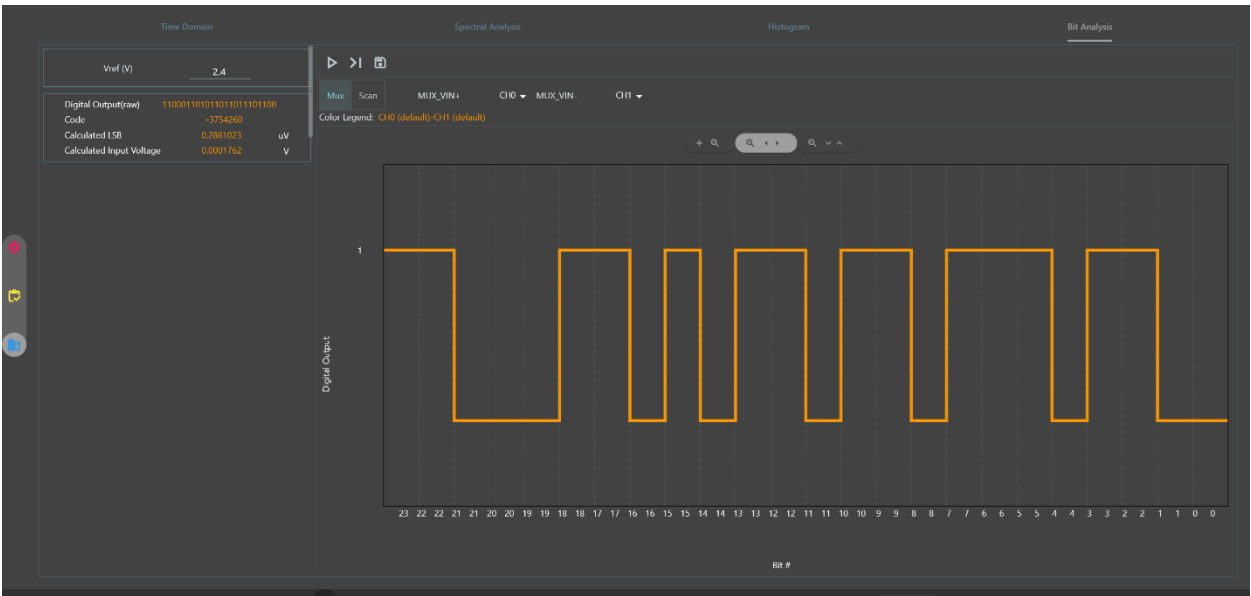 Time Domain Spectral Analysis Histogram Bit Analysis
Vref (V) 2.4
Digital Output(raw) 110001101011011011101100
Code -3754260
Calculated LSB 0.2861023 uV
Calculated Input Voltage 0.0001762 V
Mux Scan MUX_VIN+ CH0 MUX_VIN- CH1
Color Legend: CH0 (default)-CH1 (default)
1
Digital Output
23 22 22 21 21 20 20 19 19 18 18 17 17 16 16 15 15 14 14 13 13 12 12 11 11 10 10 9 9 8 8 7 7 6 6 5 5 4 4 3 3 2 2 1 1 0 0
Bit #